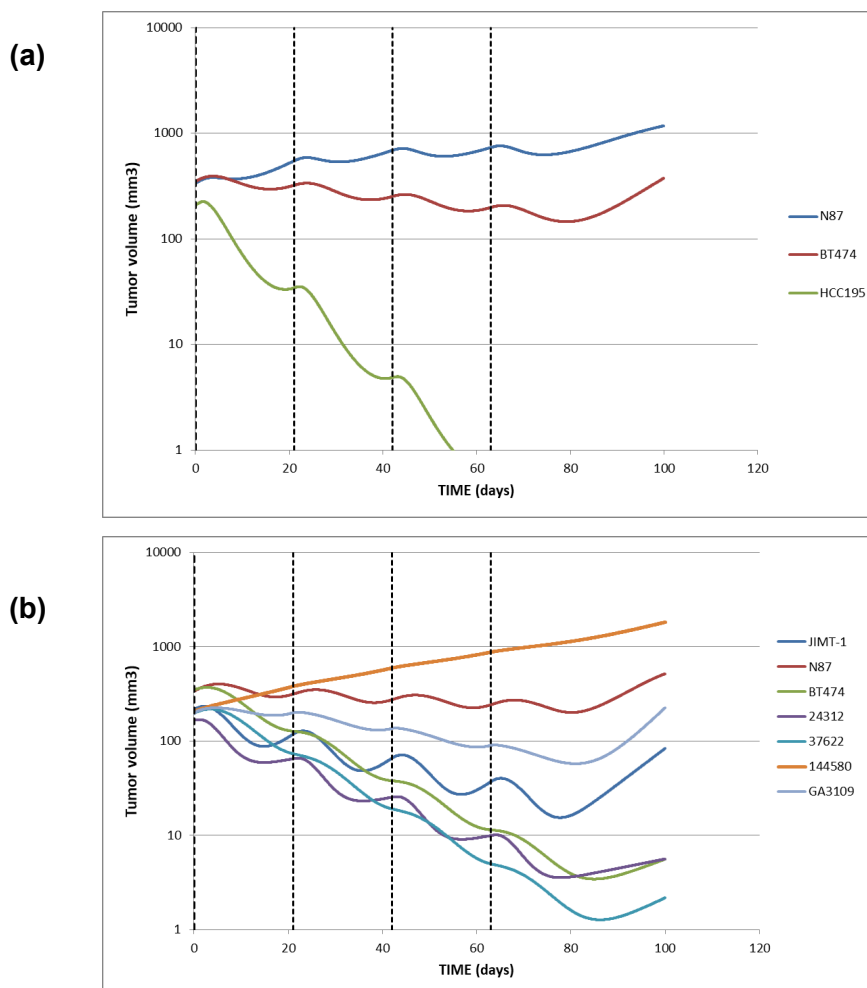 (a)
Tumor volume (mm3)
10000
1000
100
10
1
0 20 40 60 80 100 120
TIME (days)
N87
BT474
HCC195
(b)
Tumor volume (mm3)
10000
1000
100
10
1
0 20 40 60 80 100 120
TIME (days)
JIMT-1
N87
BT474
24312
37622
144580
GA3109